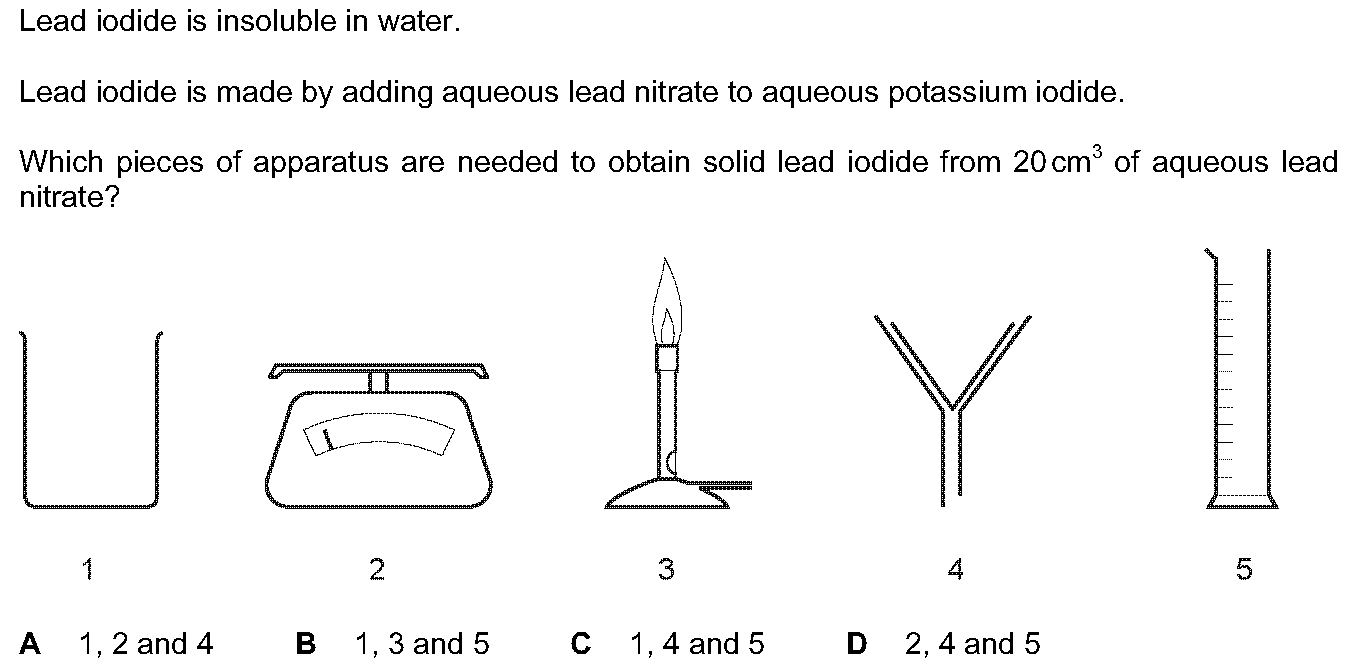 Lead iodide is insoluble in water.
Lead iodide is made by adding aqueous lead nitrate to aqueous potassium iodide.
Which pieces of apparatus are needed to obtain solid lead iodide from 20 cm³ of aqueous lead
nitrate?
1 2 3 4 5
A 1, 2 and 4 B 1, 3 and 5 C 1, 4 and 5 D 2, 4 and 5